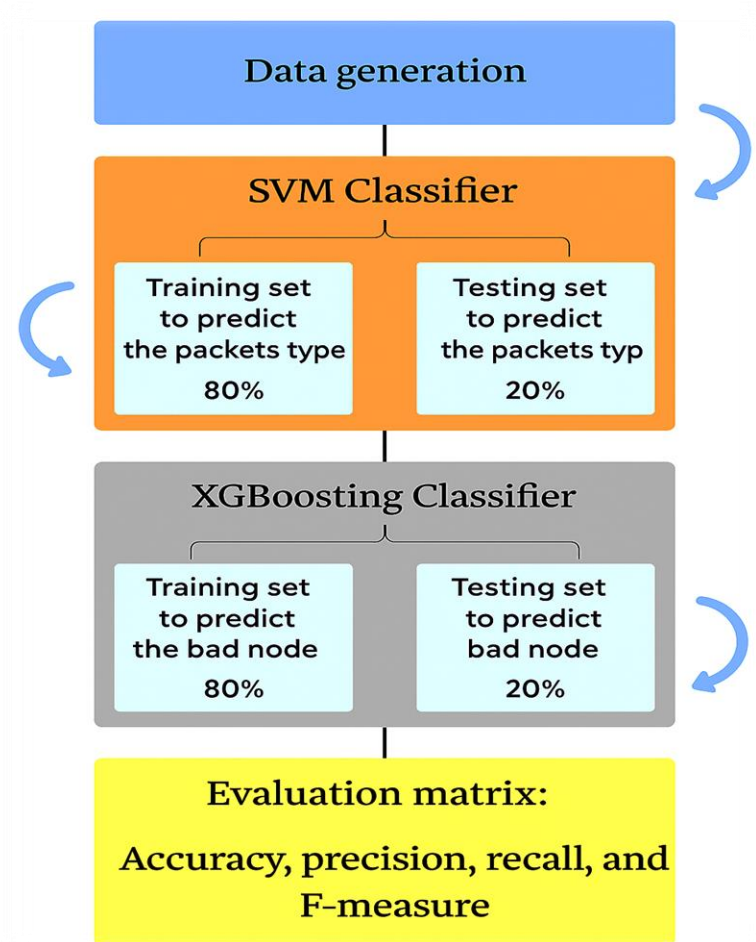 Data generation
SVM Classifier
Training set
to predict
the packets type
80%
Testing set
to predict
the packets typ
20%
XGBoosting Classifier
Training set
to predict
the bad node
80%
Testing set
to predict
bad node
20%
Evaluation matrix:
Accuracy, precision, recall, and
F-measure